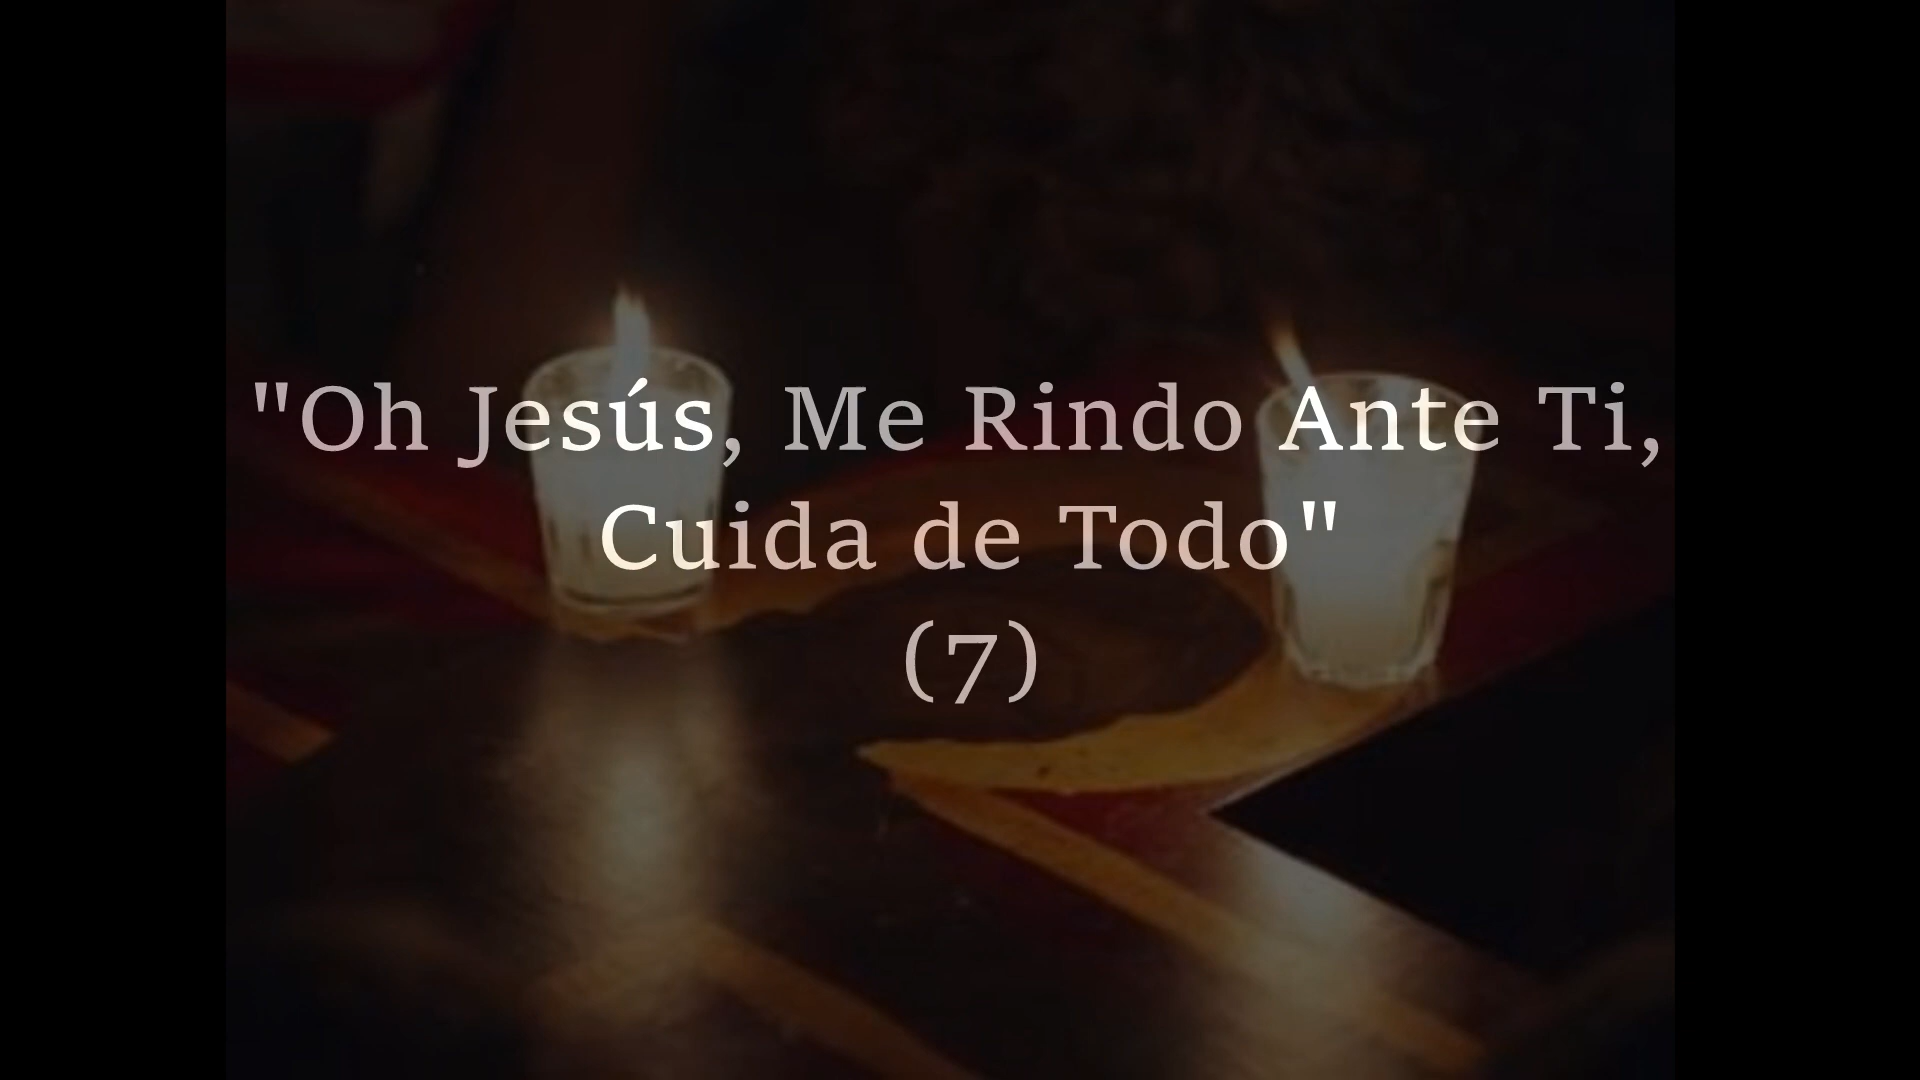 "Oh Jesús, Me Rindo Ante Ti,
Cuida de Todo"
(7)